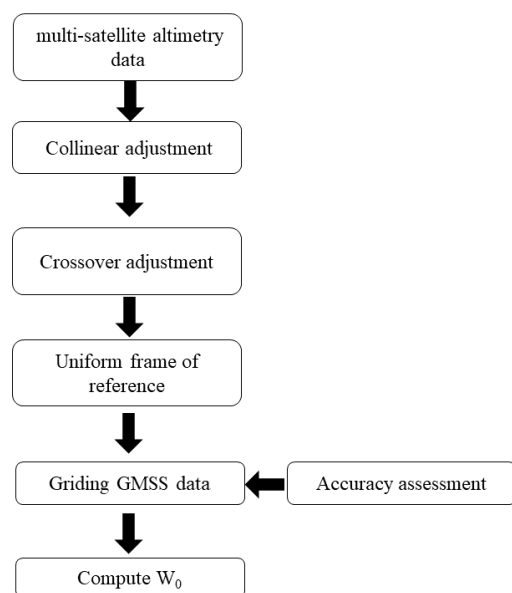 multi-satellite altimetry
data
Collinear adjustment
Crossover adjustment
Uniform frame of
reference
Griding GMSS data
Accuracy assessment
Compute W₀